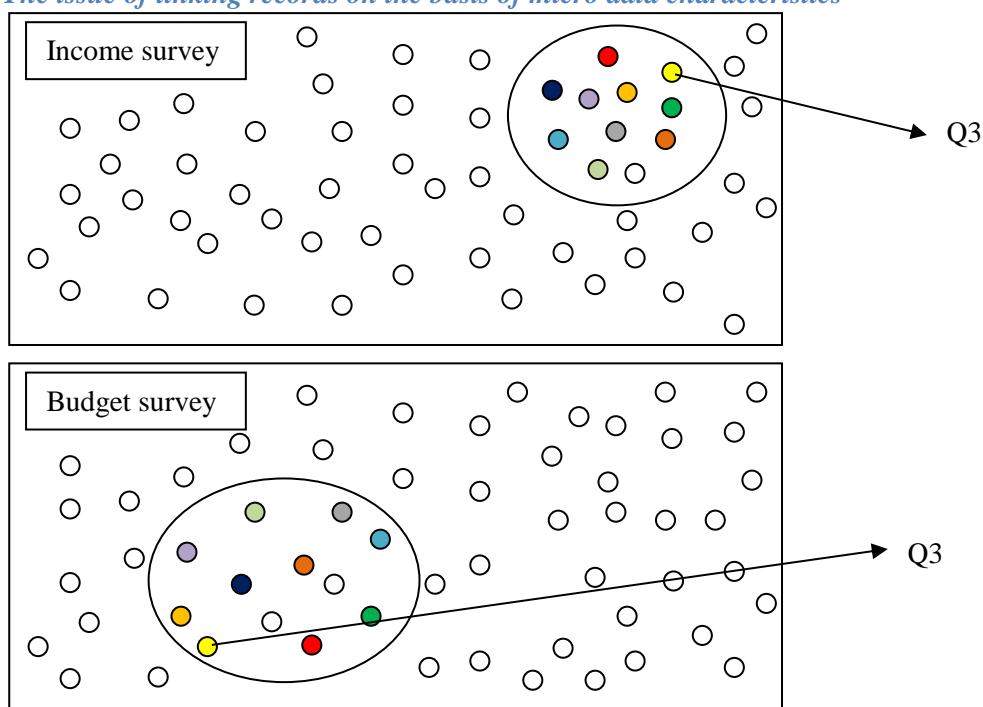 The issue of linking records on the basis of micro data characteristics
Income survey
Q3
Budget survey
Q3